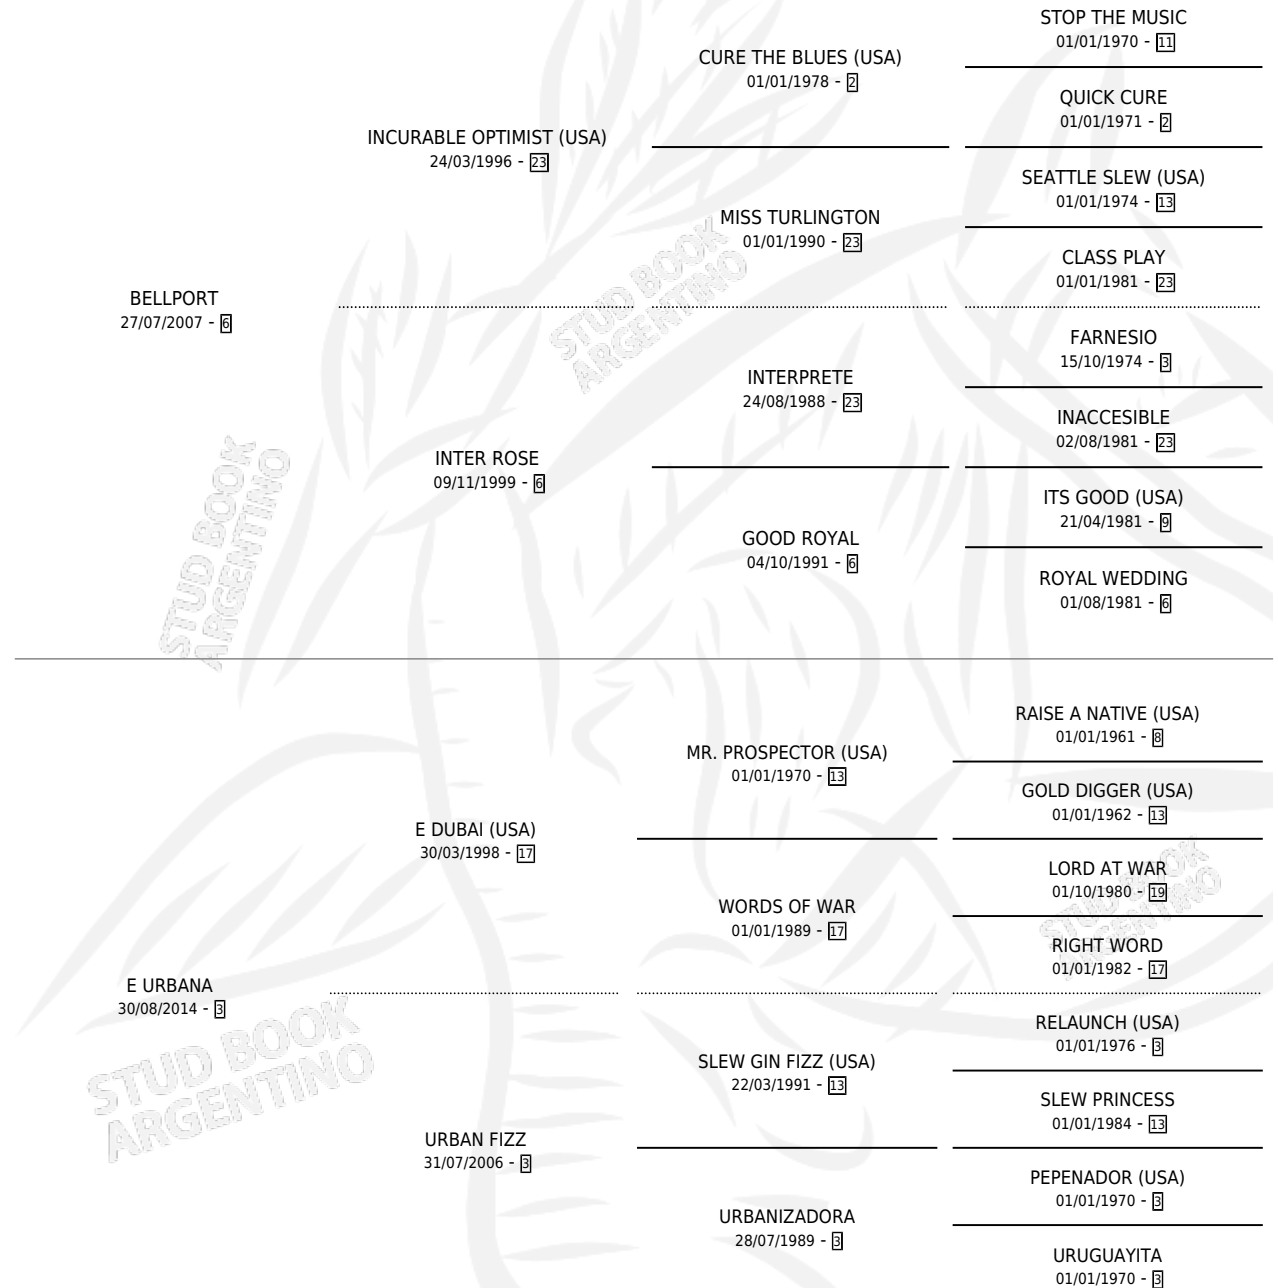 STOP THE MUSIC
01/01/1970 - 11
CURE THE BLUES (USA)
01/01/1978 - 2
QUICK CURE
01/01/1971 - 2
INCURABLE OPTIMIST (USA)
24/03/1996 - 23
SEATTLE SLEW (USA)
01/01/1974 - 13
MISS TURLINGTON
01/01/1990 - 23
CLASS PLAY
01/01/1981 - 23
BELLPORT
27/07/2007 - 6
STUD BOOK
ARGENTINO
FARNESIO
15/10/1974 - 3
INTERPRETE
24/08/1988 - 23
INACCESIBLE
02/08/1981 - 23
INTER ROSE
09/11/1999 - 6
ITS GOOD (USA)
21/04/1981 - 9
GOOD ROYAL
04/10/1991 - 6
ROYAL WEDDING
01/08/1981 - 6
STUD BOOK
ARGENTINO
RAISE A NATIVE (USA)
01/01/1961 - 8
MR. PROSPECTOR (USA)
01/01/1970 - 13
GOLD DIGGER (USA)
01/01/1962 - 13
E DUBAI (USA)
30/03/1998 - 17
LORD AT WAR
01/10/1980 - 19
WORDS OF WAR
01/01/1989 - 17
STUD BOOK
ARGENTINO
RIGHT WORD
01/01/1982 - 17
E URBANA
30/08/2014 - 3
STUD BOOK
ARGENTINO
RELAUNCH (USA)
01/01/1976 - 3
SLEW GIN FIZZ (USA)
22/03/1991 - 13
SLEW PRINCESS
01/01/1984 - 13
URBAN FIZZ
31/07/2006 - 3
PEPENADOR (USA)
01/01/1970 - 3
URBANIZADORA
28/07/1989 - 3
URUGUAYITA
01/01/1970 - 3